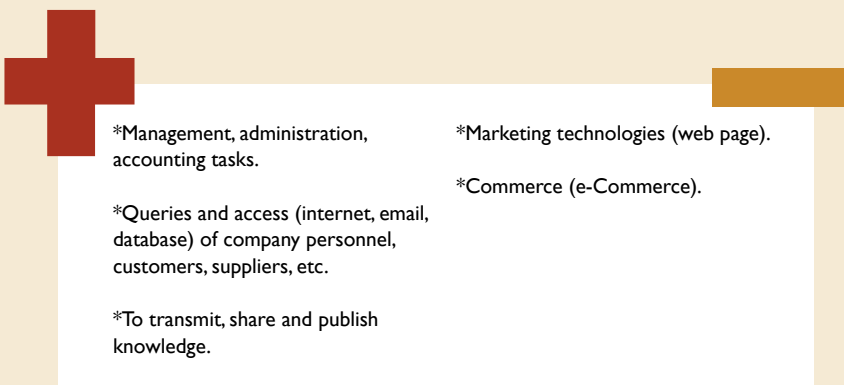 *Management, administration,
accounting tasks.
*Queries and access (internet, email,
database) of company personnel,
customers, suppliers, etc.
*To transmit, share and publish
knowledge.
*Marketing technologies (web page).
*Commerce (e-Commerce).